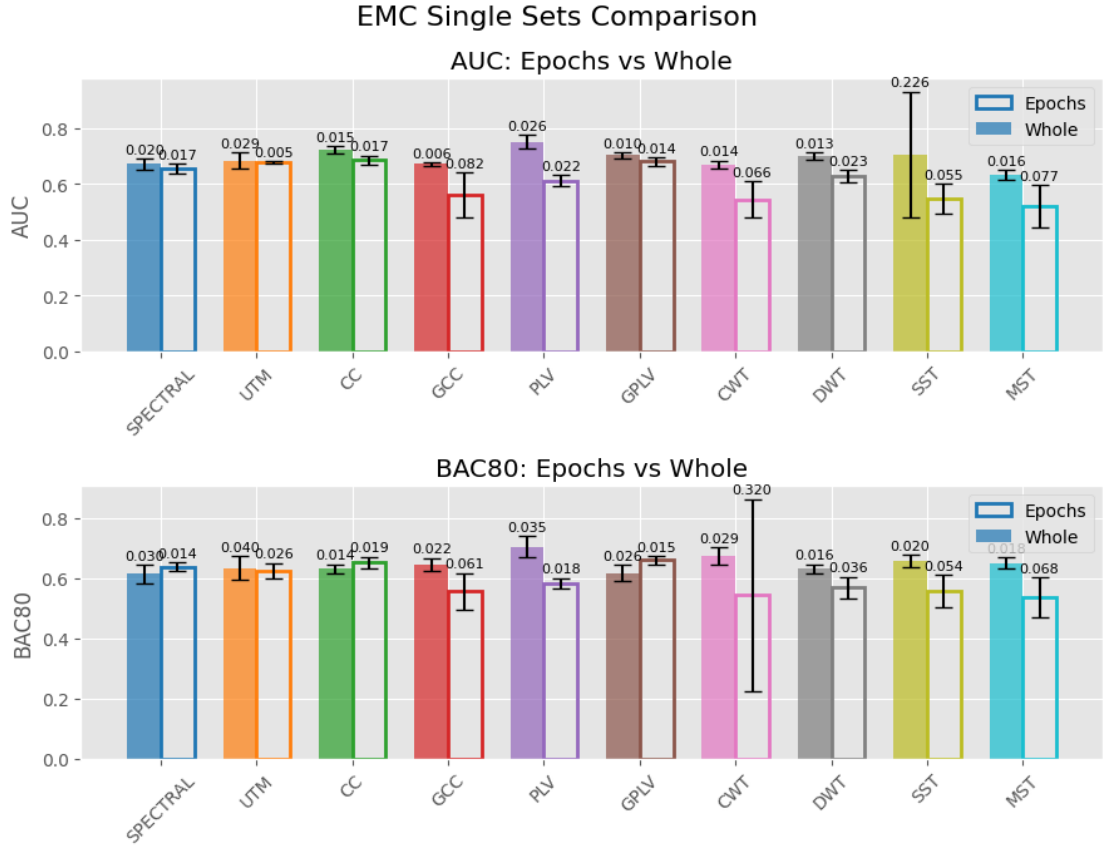 EMC Single Sets Comparison
AUC: Epochs vs Whole
0.226
Epochs
Whole
0.020 0.017 0.029 0.005 0.015 0.017 0.006 0.082 0.026 0.022 0.010 0.014 0.014 0.066 0.013 0.023 0.055 0.016 0.077
AUC
0.8
0.6
0.4
0.2
0.0
SPECTRAL UTM CC GCC PLV GPLV CWT DWT SST MST
BAC80: Epochs vs Whole
0.320
Epochs
Whole
0.030 0.014 0.040 0.026 0.014 0.019 0.022 0.061 0.035 0.018 0.026 0.015 0.029 0.016 0.036 0.020 0.054 0.018 0.068
BAC80
0.8
0.6
0.4
0.2
0.0
SPECTRAL UTM CC GCC PLV GPLV CWT DWT SST MST